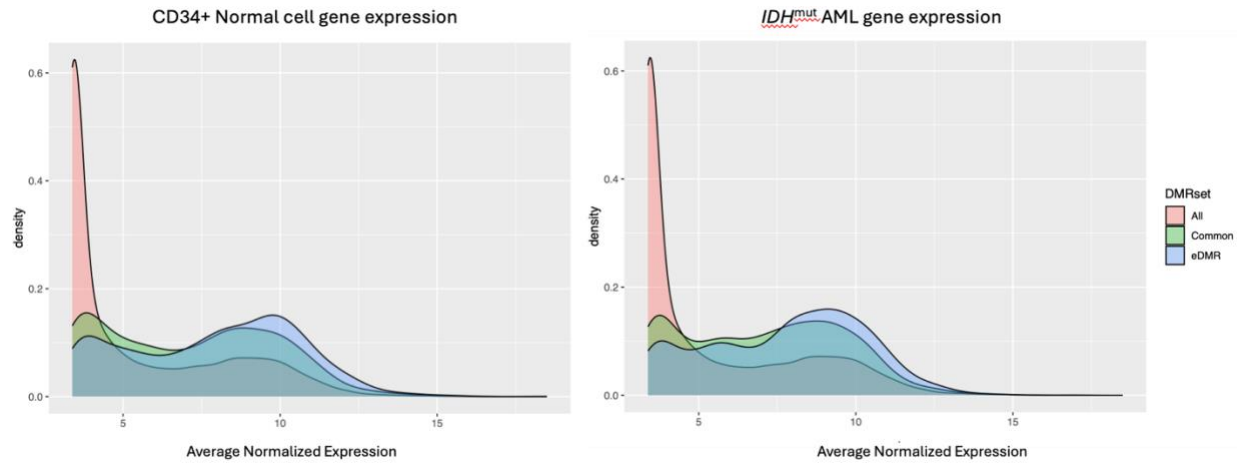 CD34+ Normal cell gene expression
IDHmut AML gene expression
0.6
0.4
0.2
0.0
density
5
10
15
Average Normalized Expression
0.6
0.4
0.2
0.0
density
5
10
15
Average Normalized Expression
DMRset
All
Common
eDMR